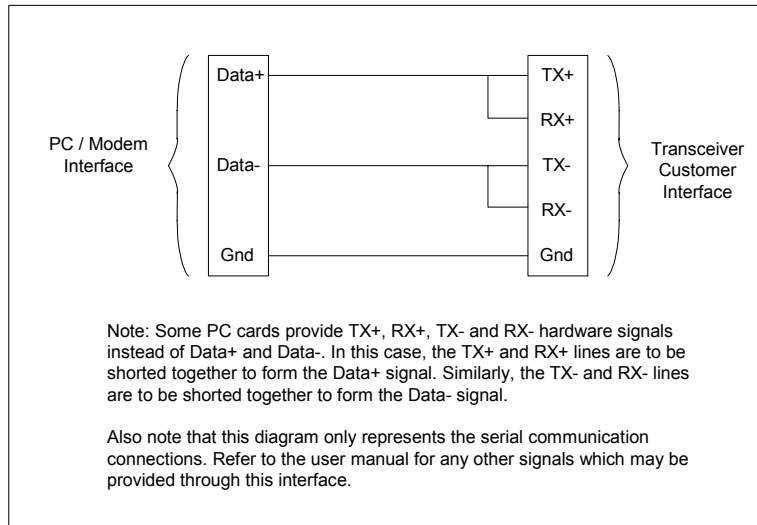 Data+
TX+
RX+
PC / Modem
Interface
Data-
TX-
Transceiver
Customer
Interface
RX-
Gnd
Gnd
Note: Some PC cards provide TX+, RX+, TX- and RX- hardware signals
instead of Data+ and Data-. In this case, the TX+ and RX+ lines are to be
shorted together to form the Data+ signal. Similarly, the TX- and RX- lines
are to be shorted together to form the Data- signal.
Also note that this diagram only represents the serial communication
connections. Refer to the user manual for any other signals which may be
provided through this interface.